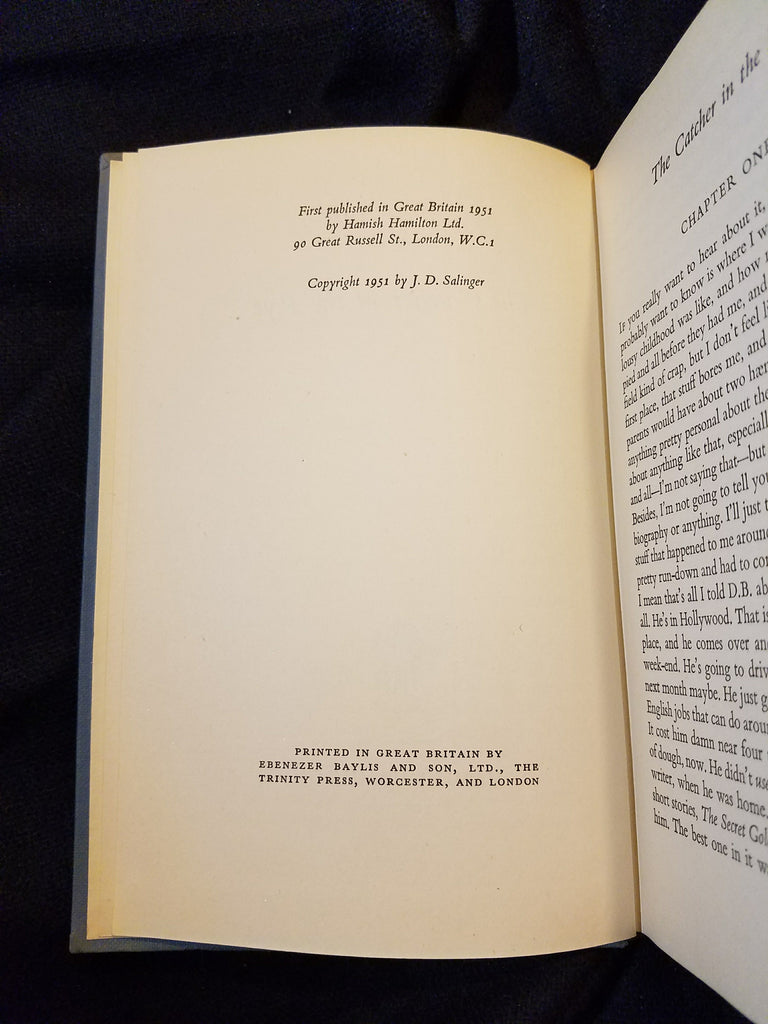 First published in Great Britain 1951
by Hamish Hamilton Ltd.
90 Great Russell St., London, W.C.1
Copyright 1951 by J. D. Salinger
PRINTED IN GREAT BRITAIN BY
EBENEZER BAYLIS AND SON, LTD., THE
TRINITY PRESS, WORCESTER, AND LONDON
The Catcher in the
CHAPTER ONE
If you really want to hear about it,
probably want to know is where I w
lousy childhood was like, and how
pied and all before they had me, and
field kind of crap, but I don't feel li
first place, that stuff bores me, and
parents would have about two hæm
anything pretty personal about the
about anything like that, especiall
and all—I'm not saying that—but
Besides, I'm not going to tell you
biography or anything. I'll just t
stuff that happened to me around
pretty run-down and had to com
I mean that's all I told D.B. ab
all. He's in Hollywood. That is
place, and he comes over an
week-end. He's going to driv
next month maybe. He just g
English jobs that can do arou
It cost him damn near four
of dough, now. He didn't use
writer, when he was home.
short stories, The Secret Gol
him. The best one in it w